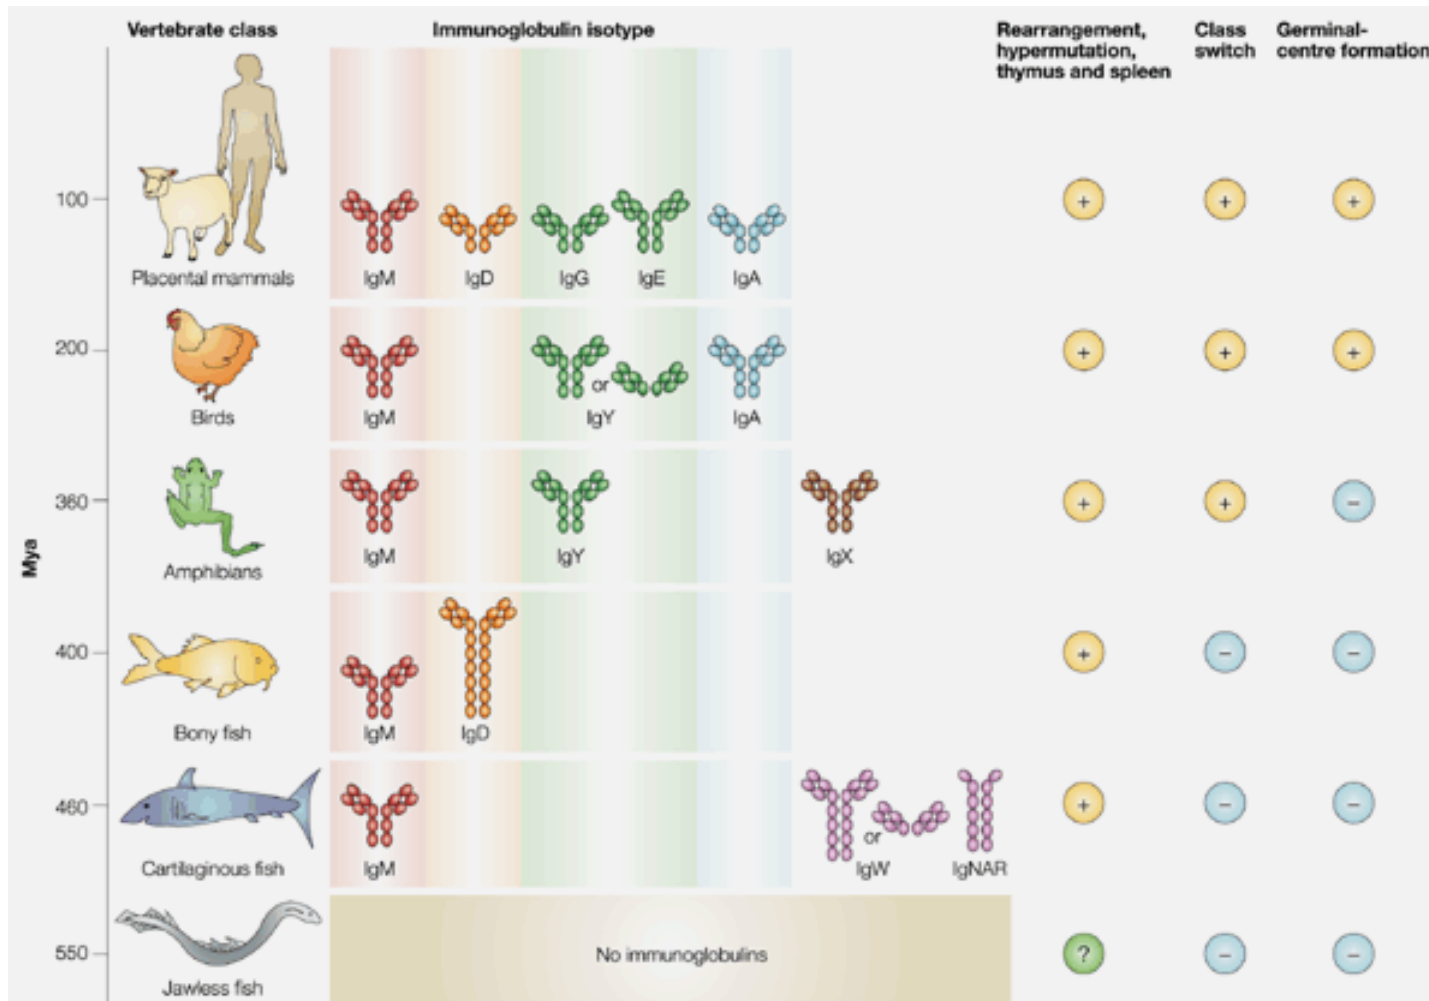 Vertebrate class
Immunoglobulin isotype
Rearrangement,
hypermutation,
thymus and spleen
Class
switch
Germinal-
centre formation
Mya
100
Placental mammals
IgM
IgD
IgG
IgE
IgA
+
+
+
200
Birds
IgM
or
IgY
IgA
+
+
+
360
Amphibians
IgM
IgY
IgX
+
+
–
400
Bony fish
IgM
IgD
+
–
–
460
Cartilaginous fish
IgM
or
IgW
IgNAR
+
–
–
550
Jawless fish
No immunoglobulins
?
–
–